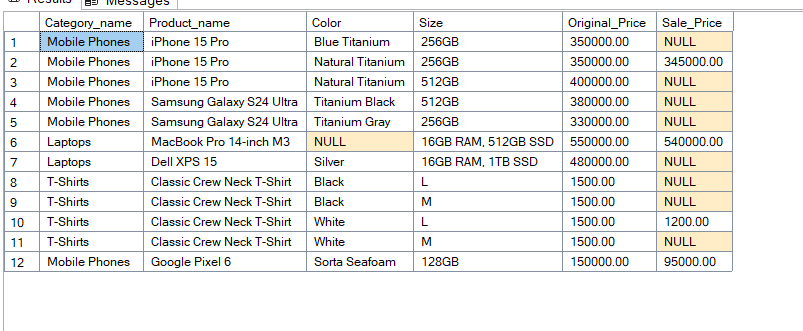 Results Messages
Category_name Product_name Color Size Original_Price Sale_Price
1 Mobile Phones iPhone 15 Pro Blue Titanium 256GB 350000.00 NULL
2 Mobile Phones iPhone 15 Pro Natural Titanium 256GB 350000.00 345000.00
3 Mobile Phones iPhone 15 Pro Natural Titanium 512GB 400000.00 NULL
4 Mobile Phones Samsung Galaxy S24 Ultra Titanium Black 512GB 380000.00 NULL
5 Mobile Phones Samsung Galaxy S24 Ultra Titanium Gray 256GB 330000.00 NULL
6 Laptops MacBook Pro 14-inch M3 NULL 16GB RAM, 512GB SSD 550000.00 540000.00
7 Laptops Dell XPS 15 Silver 16GB RAM, 1TB SSD 480000.00 NULL
8 T-Shirts Classic Crew Neck T-Shirt Black L 1500.00 NULL
9 T-Shirts Classic Crew Neck T-Shirt Black M 1500.00 NULL
10 T-Shirts Classic Crew Neck T-Shirt White L 1500.00 1200.00
11 T-Shirts Classic Crew Neck T-Shirt White M 1500.00 NULL
12 Mobile Phones Google Pixel 6 Sorta Seafoam 128GB 150000.00 95000.00